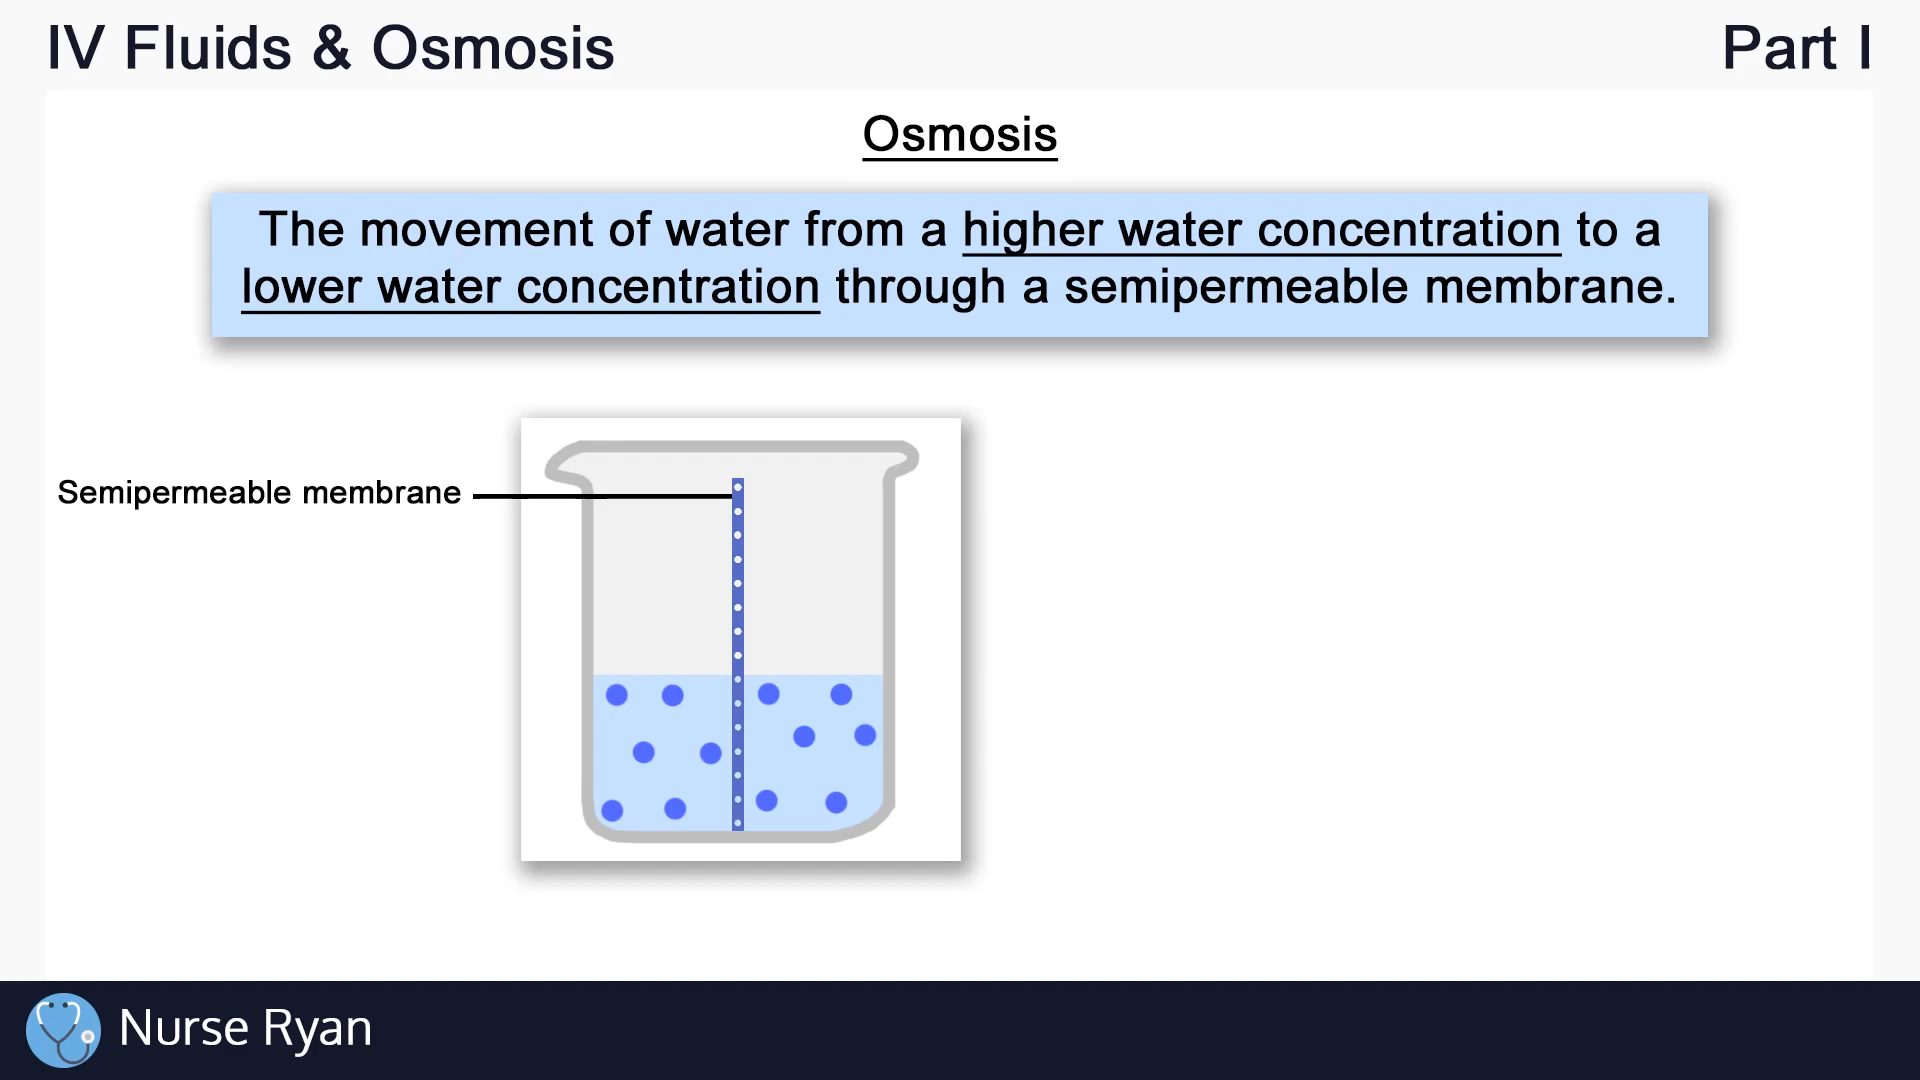 IV Fluids & Osmosis
Part I
Osmosis
The movement of water from a higher water concentration to a
lower water concentration through a semipermeable membrane.
Semipermeable membrane
Nurse Ryan